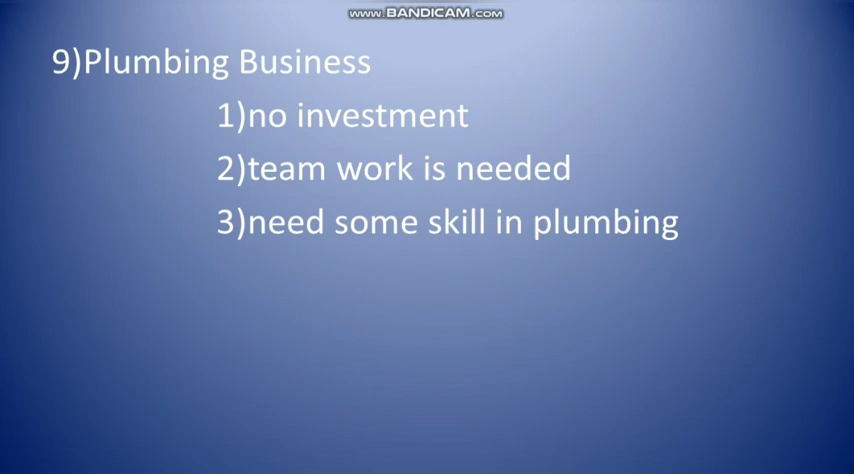 www.BANDICAM.com
9)Plumbing Business
1)no investment
2)team work is needed
3)need some skill in plumbing